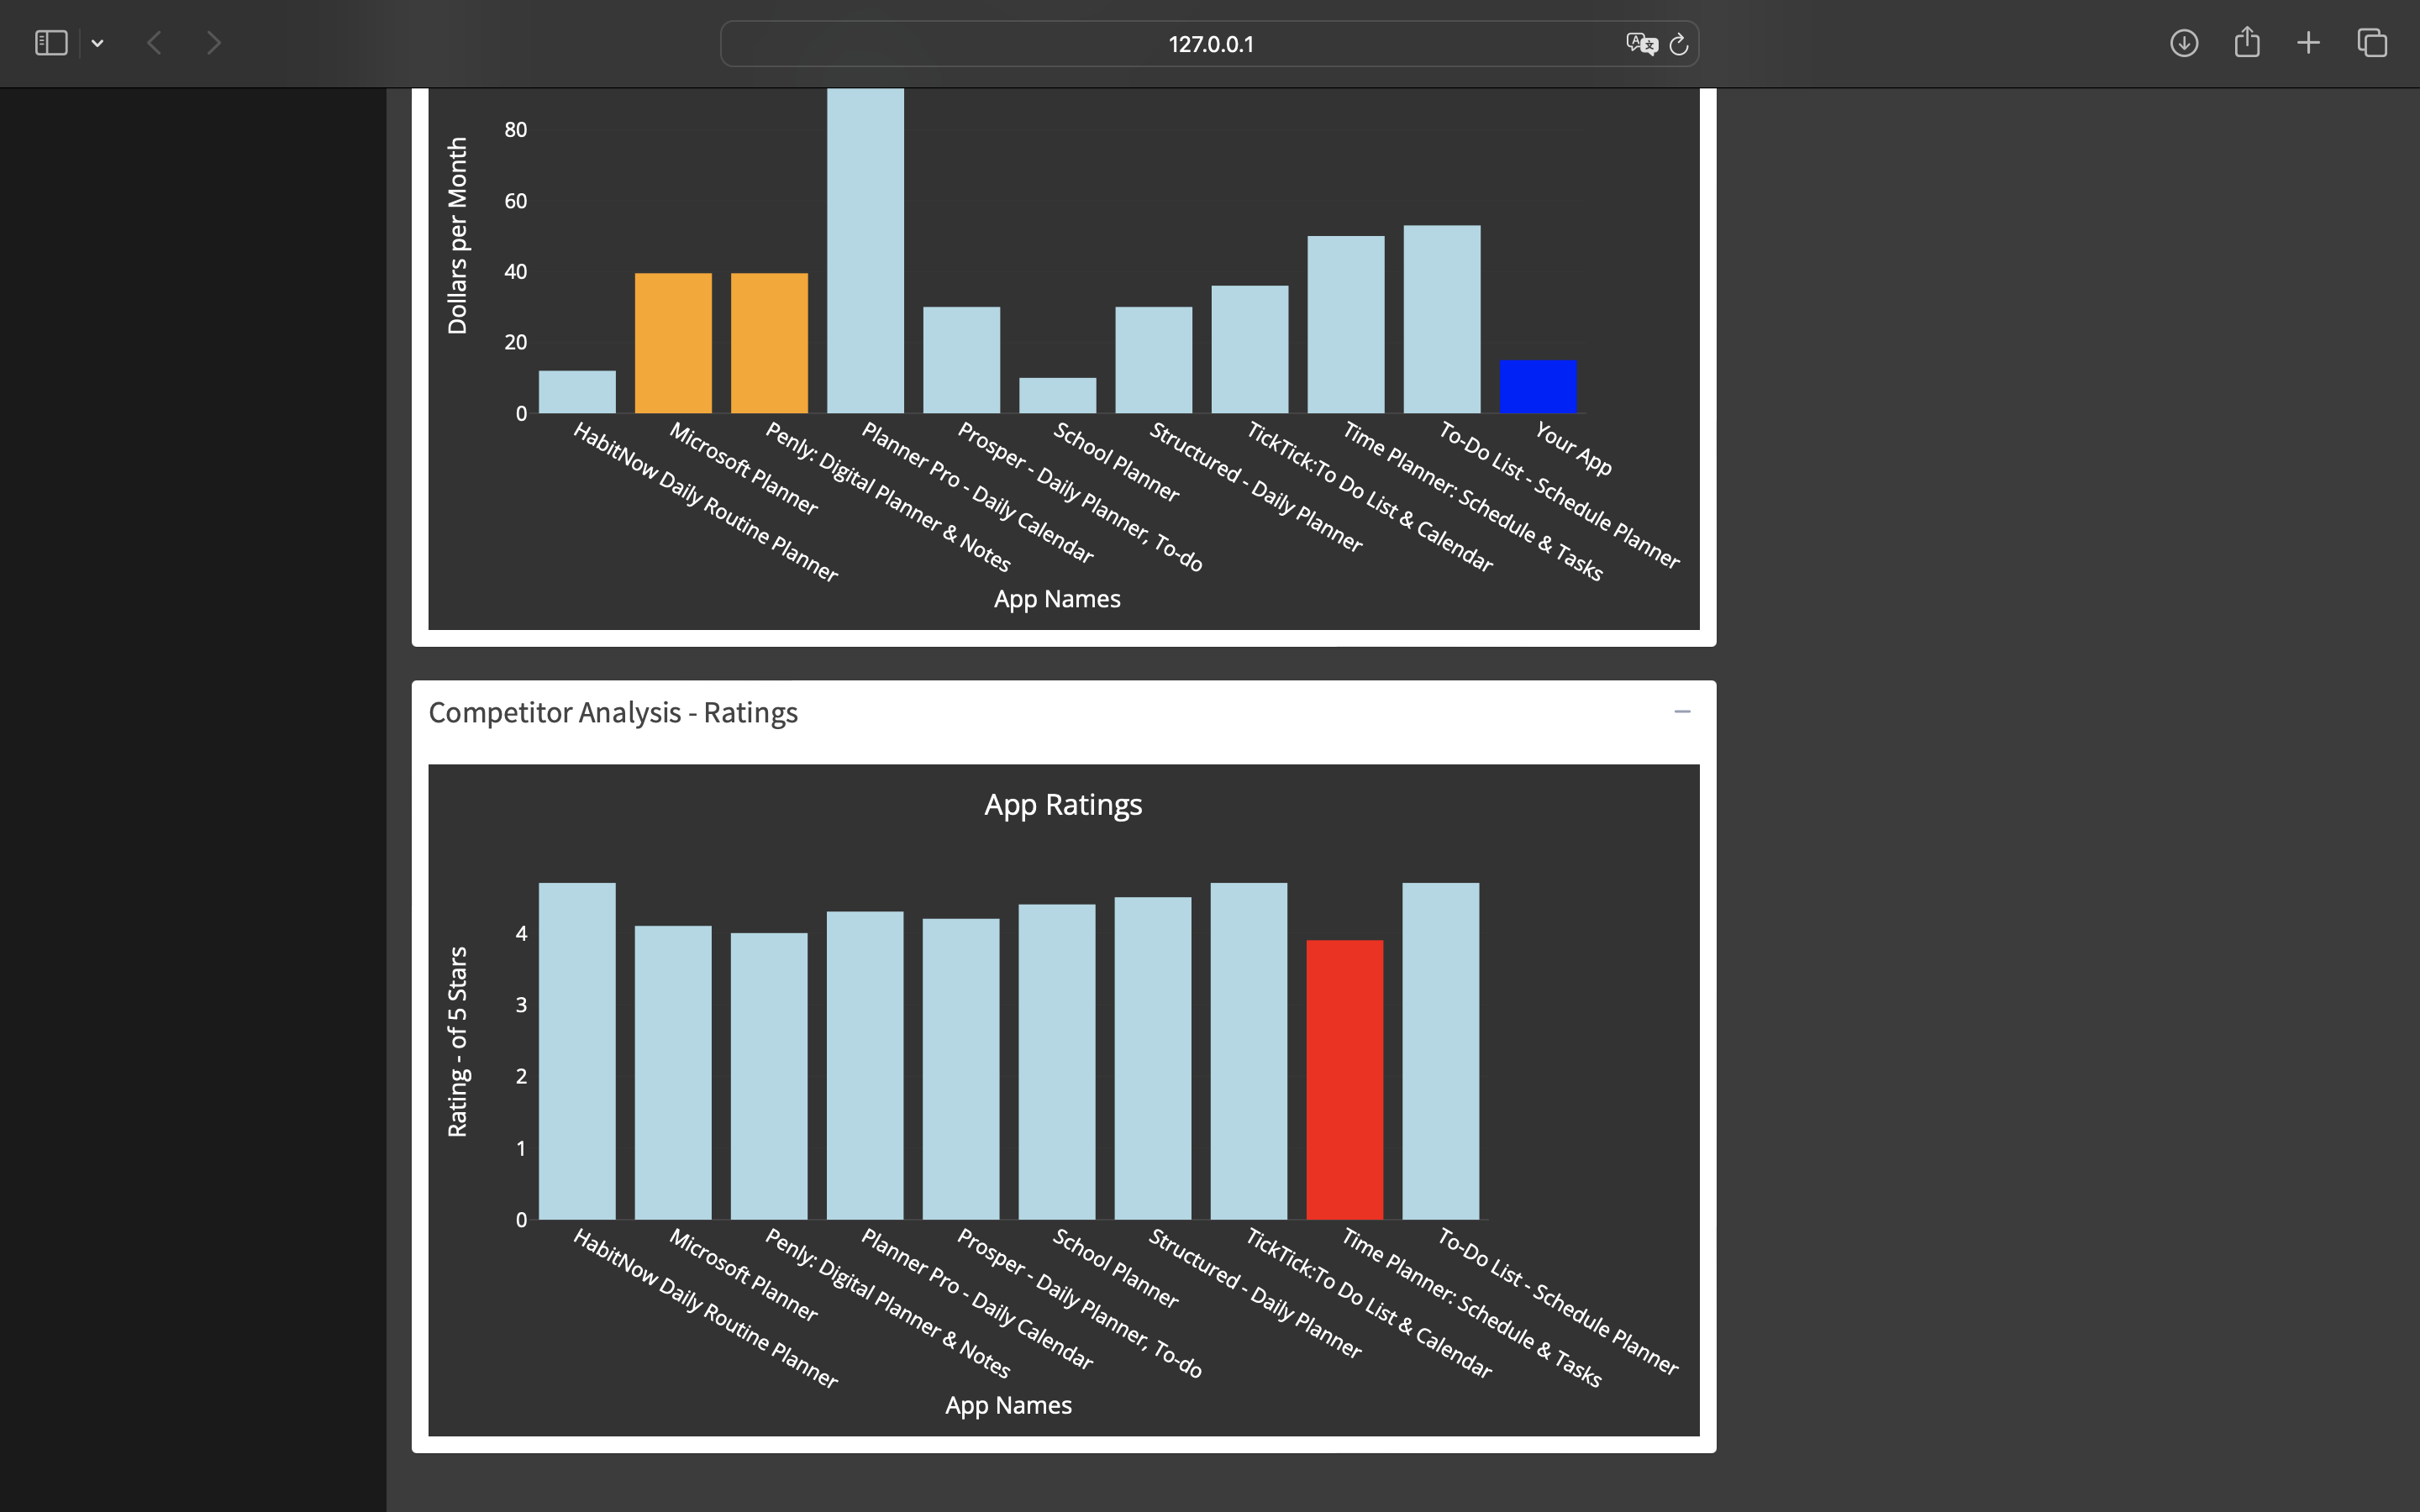 127.0.0.1
Dollars per Month
80
60
40
20
0
HabitNow Daily Routine Planner
Microsoft Planner
Penly: Digital Planner & Notes
Planner Pro - Daily Calendar
Prosper - Daily Planner, To-do
School Planner
Structured - Daily Planner
TickTick:To Do List & Calendar
Time Planner: Schedule & Tasks
To-Do List - Schedule Planner
Your App
App Names
Competitor Analysis - Ratings
App Ratings
Rating - of 5 Stars
4
3
2
1
0
HabitNow Daily Routine Planner
Microsoft Planner
Penly: Digital Planner & Notes
Planner Pro - Daily Calendar
Prosper - Daily Planner, To-do
School Planner
Structured - Daily Planner
TickTick:To Do List & Calendar
Time Planner: Schedule & Tasks
To-Do List - Schedule Planner
App Names